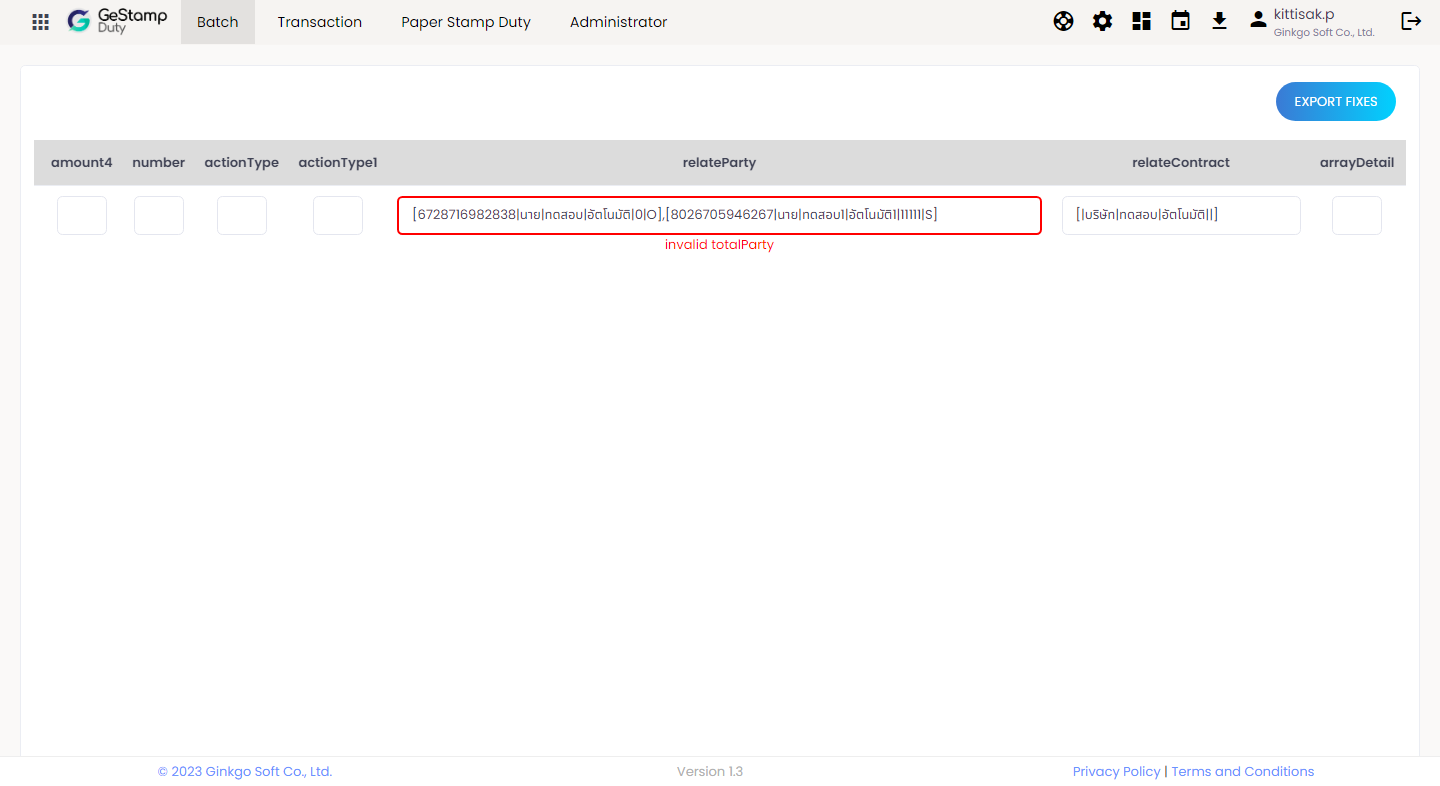 GeStamp
Duty
Batch
Transaction
Paper Stamp Duty
Administrator
kittisak.p
Ginkgo Soft Co., Ltd.
EXPORT FIXES
amount4 number actionType actionType1 relateParty relateContract arrayDetail
[6728716982838|นาย|ทดสอบ|อัตโนมัติ|0|O],[8026705946267|นาย|ทดสอบ1|อัตโนมัติ1|11111|S]
[|บริษัท|ทดสอบ|อัตโนมัติ||]
invalid totalParty
© 2023 Ginkgo Soft Co., Ltd.
Version 1.3
Privacy Policy | Terms and Conditions